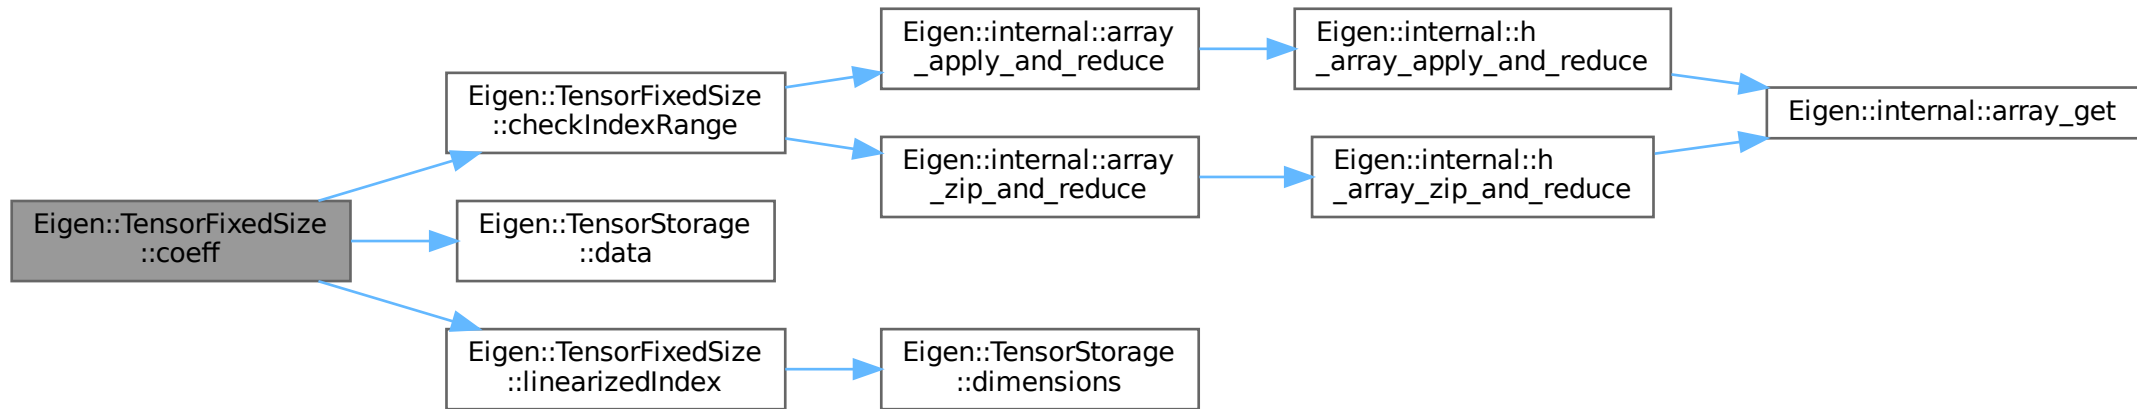 Eigen::TensorFixedSize
::coeff
Eigen::TensorFixedSize
::checkIndexRange
Eigen::internal::array
_apply_and_reduce
Eigen::internal::h
_array_apply_and_reduce
Eigen::internal::array_get
Eigen::internal::array
_zip_and_reduce
Eigen::internal::h
_array_zip_and_reduce
Eigen::TensorStorage
::data
Eigen::TensorFixedSize
::linearizedIndex
Eigen::TensorStorage
::dimensions